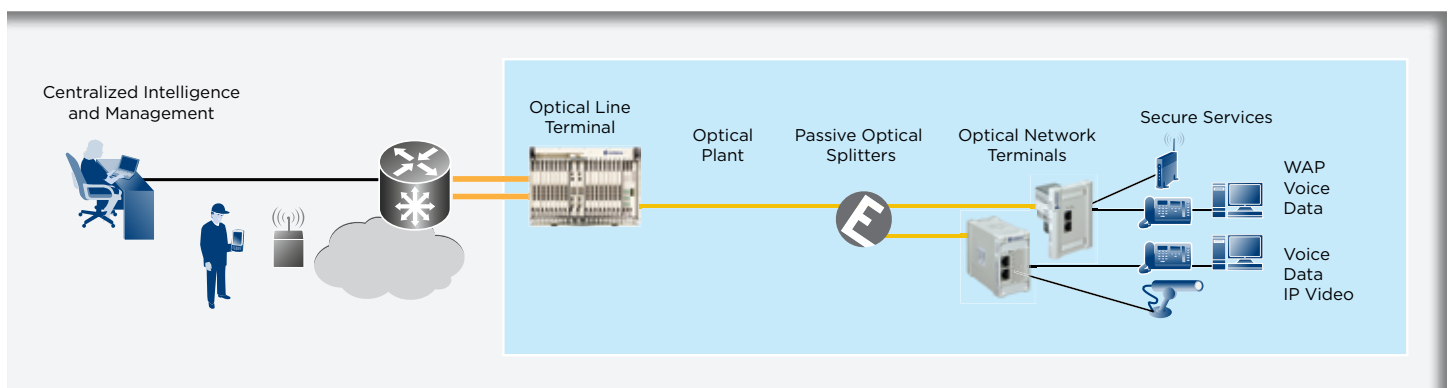 Centralized Intelligence
and Management
Optical Line
Terminal
Optical
Plant
Passive Optical
Splitters
Optical Network
Terminals
Secure Services
WAP
Voice
Data
Voice
Data
IP Video
E